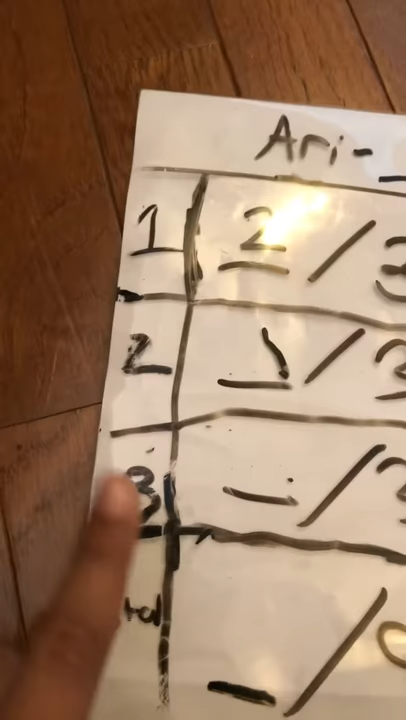 Ari-
1 2 / 3
2 1 / 3
3 _ / 3
_ /